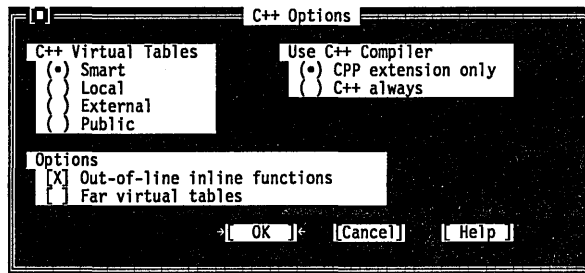 C++ Options
C++ Virtual Tables
(•) Smart
( ) Local
( ) External
( ) Public
Use C++ Compiler
(•) CPP extension only
( ) C++ always
Options
[X] Out-of-line inline functions
[ ] Far virtual tables
[ OK ] [Cancel] [ Help ]